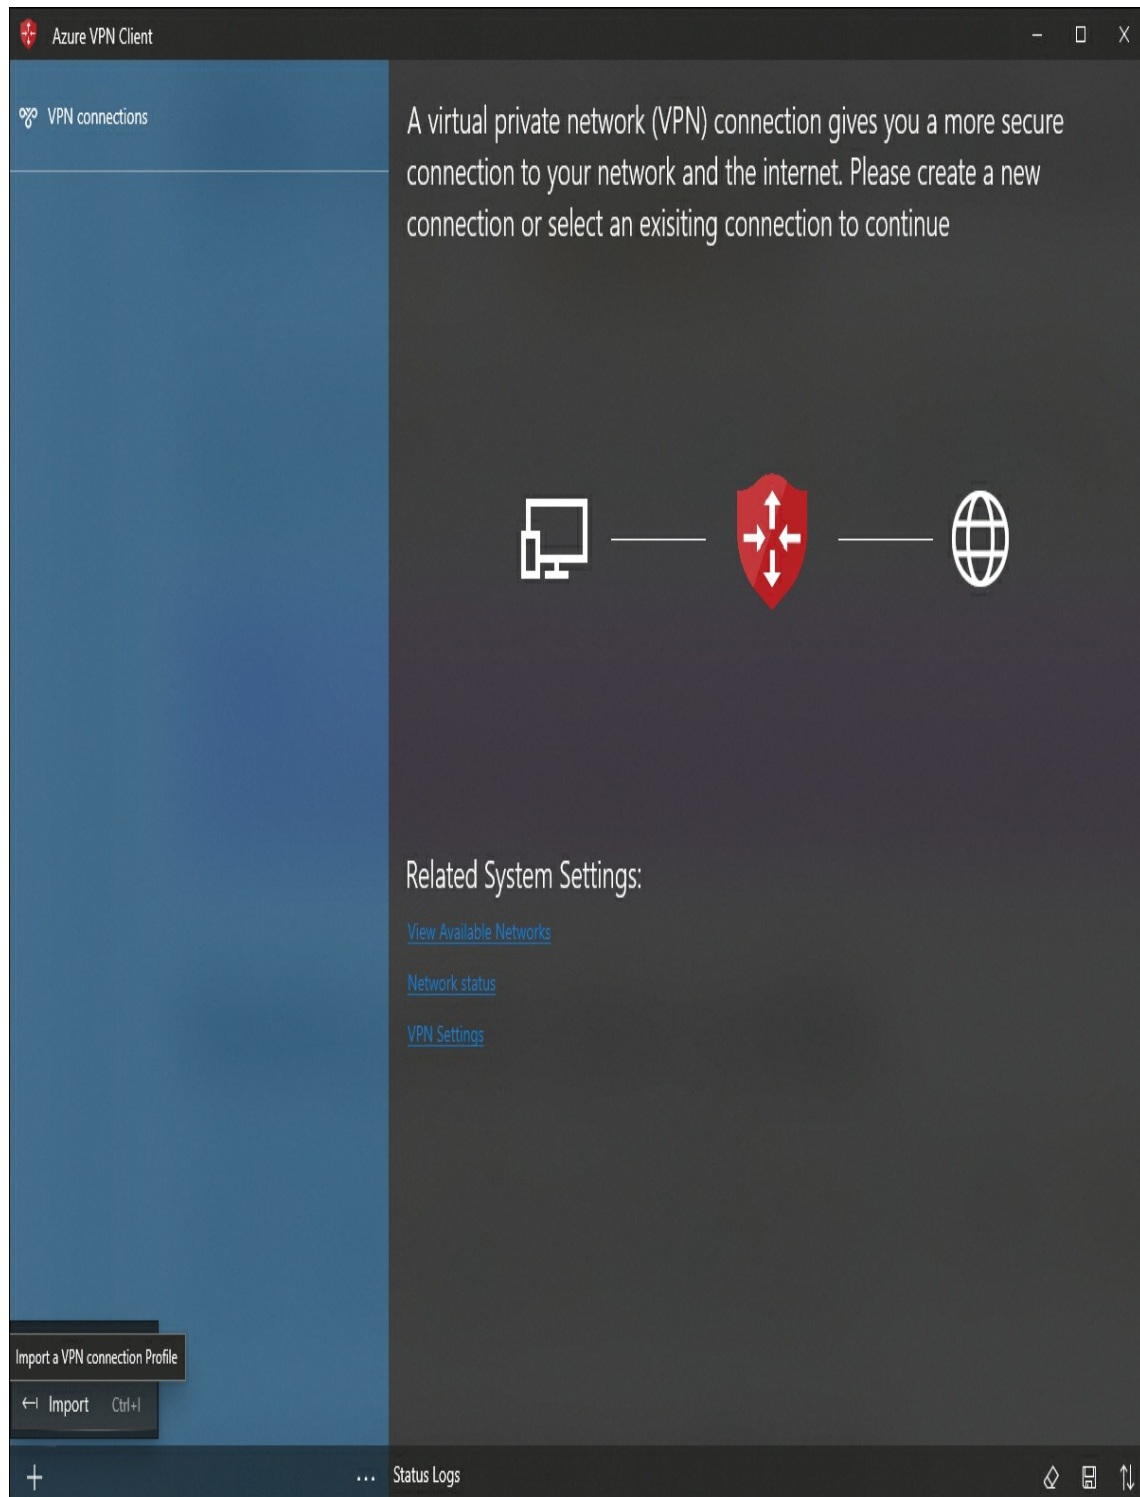 Azure VPN Client
VPN connections
A virtual private network (VPN) connection gives you a more secure
connection to your network and the internet. Please create a new
connection or select an exisiting connection to continue
Related System Settings:
View Available Networks
Network status
VPN Settings
Import a VPN connection Profile
Import Ctrl+I
Status Logs